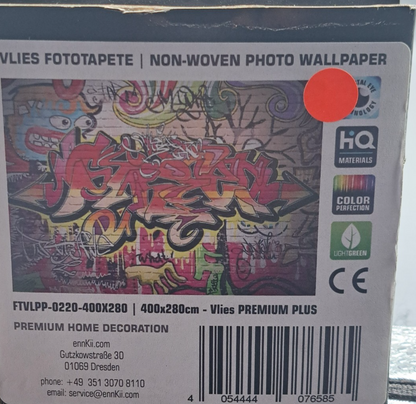 VLIES FOTOTAPETE | NON-WOVEN PHOTO WALLPAPER
HiQ
MATERIALS
COLOR
PERFECTION
LIGHTGREEN
CE
What
FTVLPP-0220-400X280 | 400x280cm - Vlies PREMIUM PLUS
PREMIUM HOME DECORATION
ennKii.com
Gutzkowstraße 30
01069 Dresden
phone: +49 351 3070 8110
email: service@ennKii.com
4 054444 076585